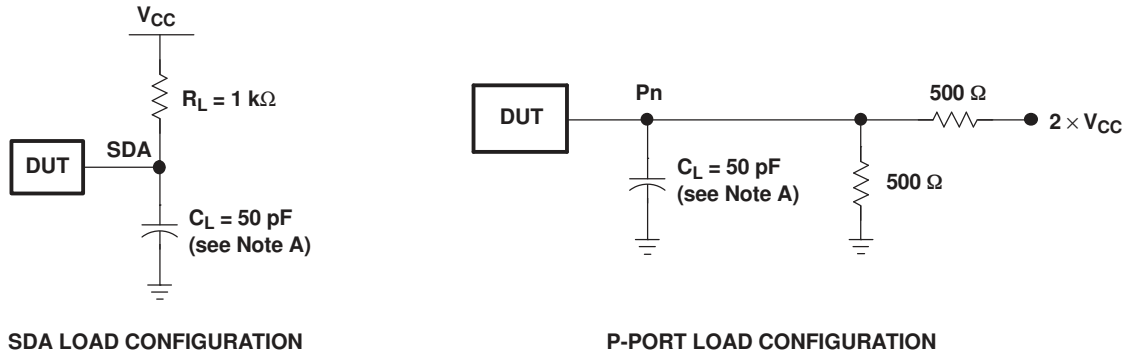 VCC
RL = 1 kΩ
DUT
SDA
CL = 50 pF
(see Note A)
SDA LOAD CONFIGURATION
DUT
Pn
500 Ω
2 × VCC
CL = 50 pF
(see Note A)
500 Ω
P-PORT LOAD CONFIGURATION